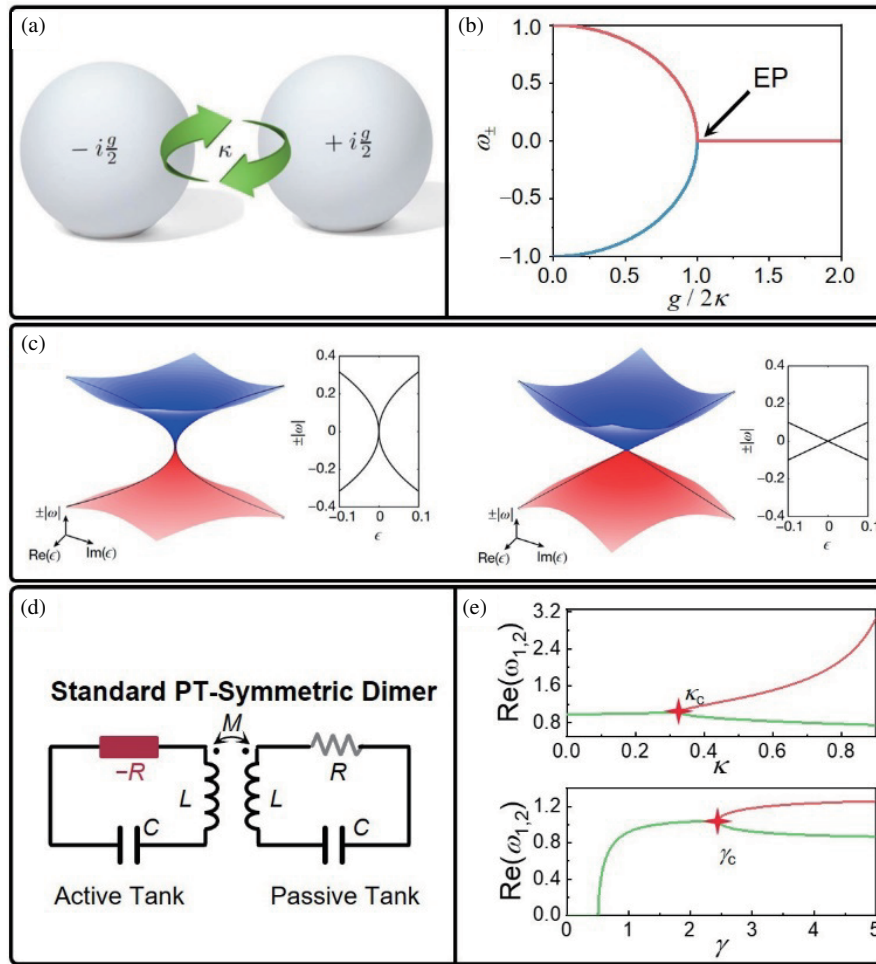 (a)
− i g/2
κ
+ i g/2
(b)
1.0
0.5
0.0
−0.5
−1.0
ω±
EP
0.0 0.5 1.0 1.5 2.0
g / 2κ
(c)
±|ω|
Re(ϵ) Im(ϵ)
0.4
0.2
0
−0.2
−0.4
±|ω|
−0.1 0 0.1
ϵ
±|ω|
Re(ϵ) Im(ϵ)
0.4
0.2
0
−0.2
−0.4
±|ω|
−0.1 0 0.1
ϵ
(d)
Standard PT-Symmetric Dimer
M
−R
R
L L
C C
Active Tank Passive Tank
(e)
3.2
2.4
1.6
0.8
Re(ω1,2)
κc
0.0 0.2 0.4 0.6 0.8
κ
1.2
0.8
0.4
0.0
Re(ω1,2)
γc
0 1 2 3 4 5
γ